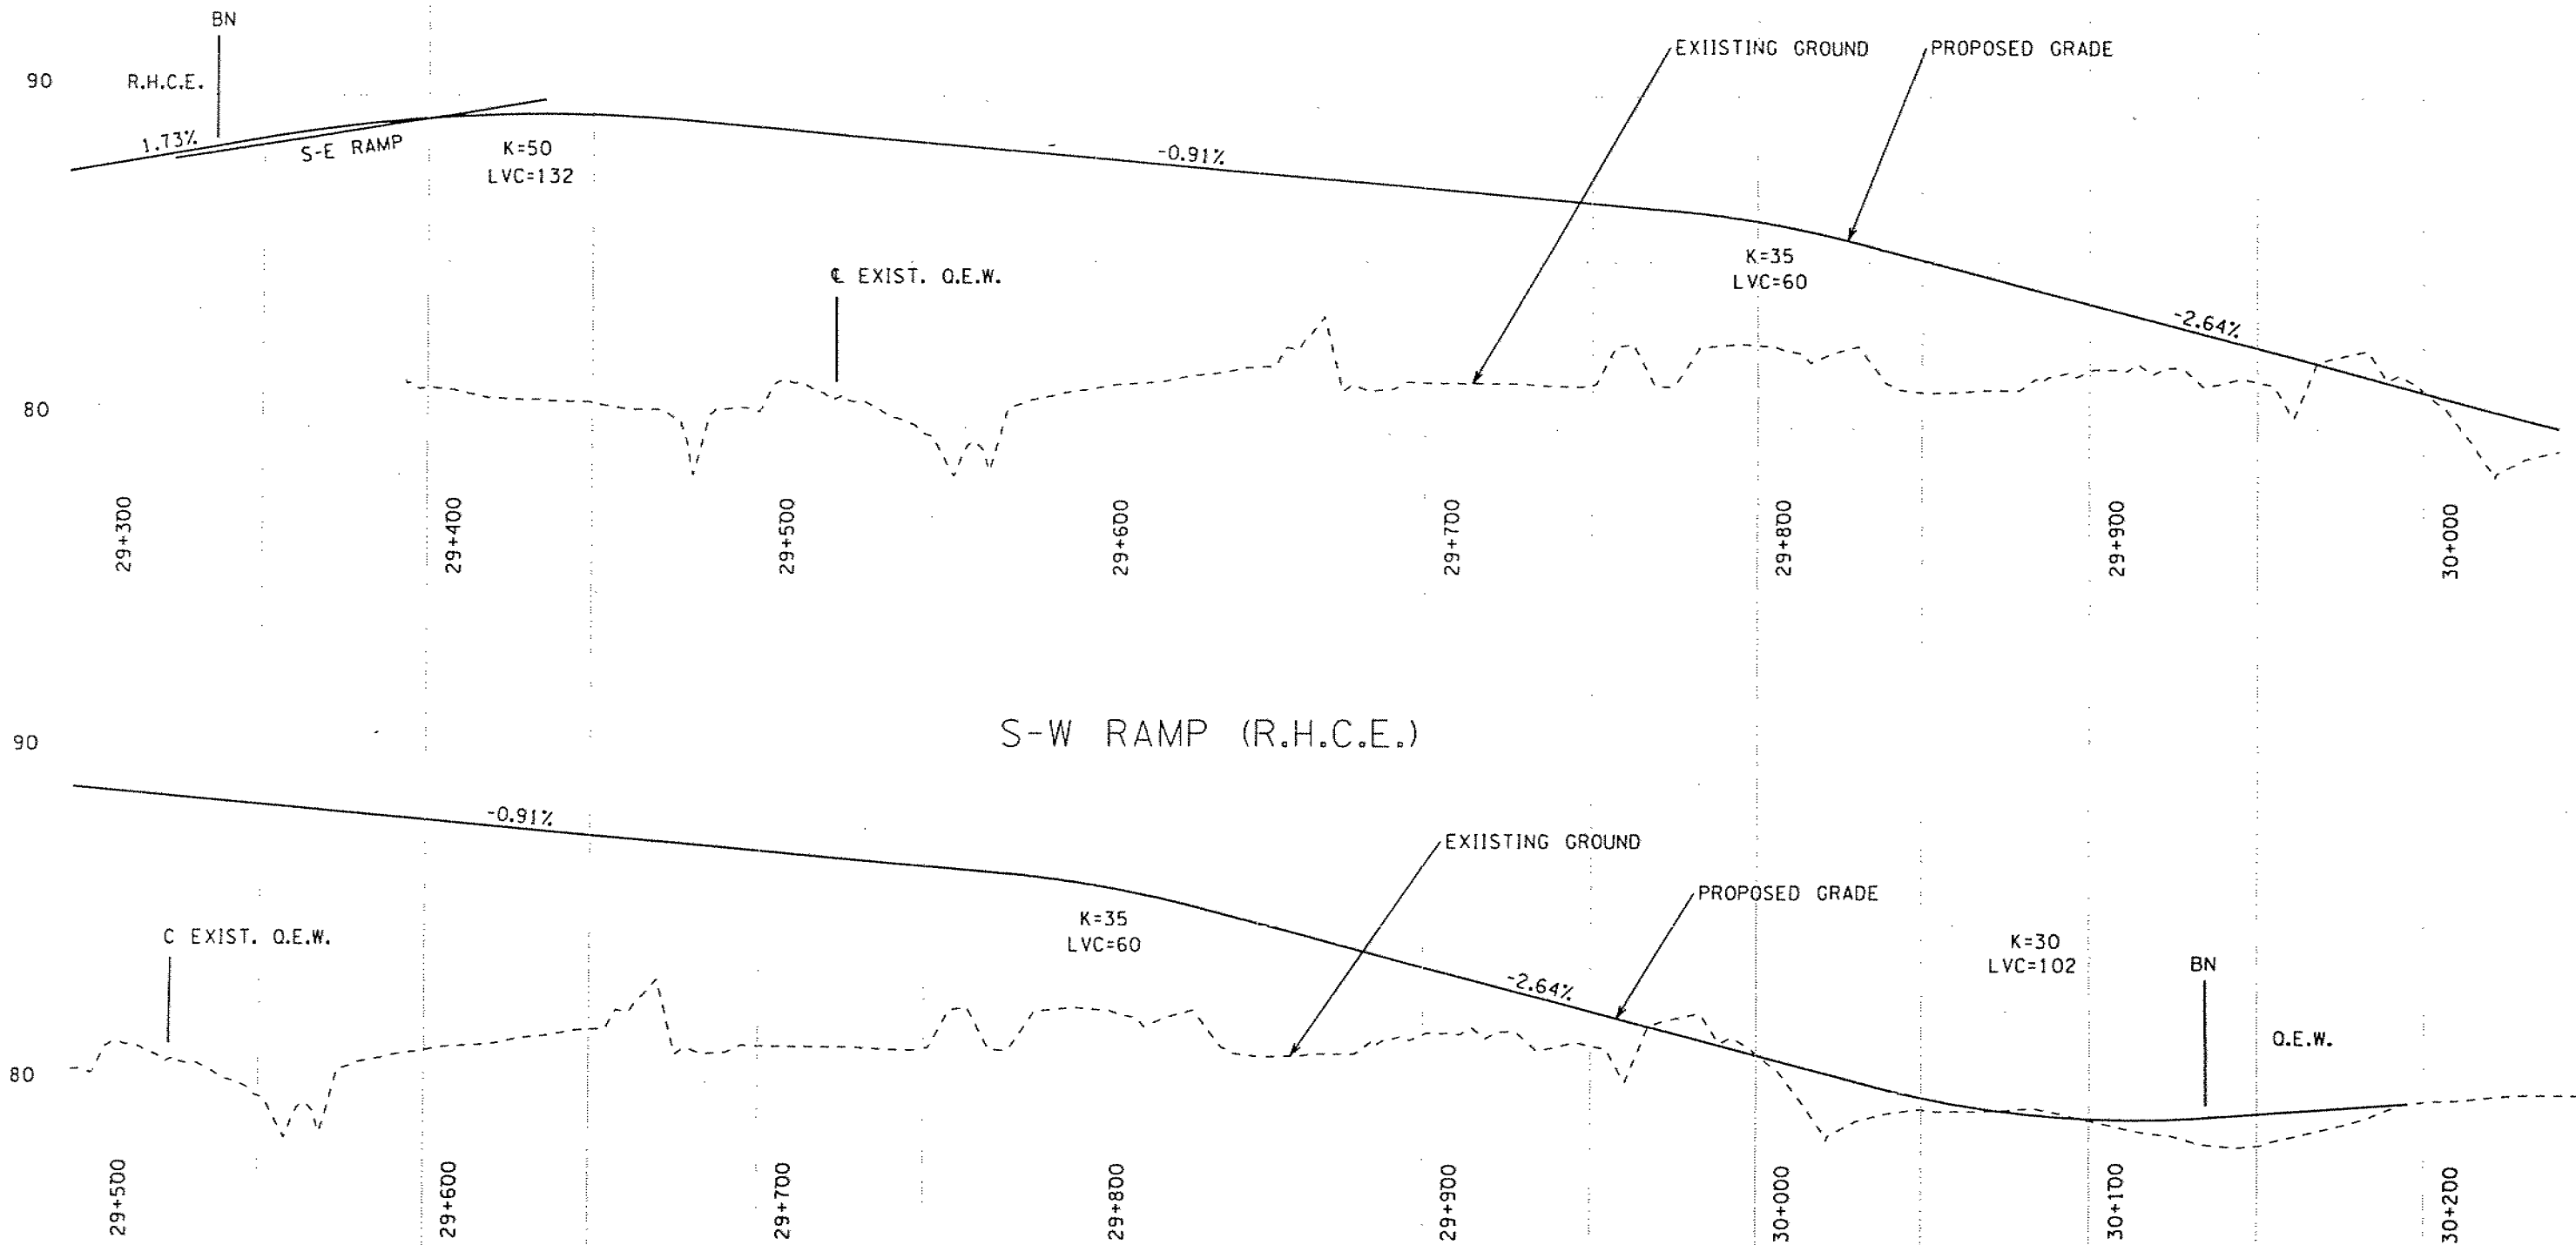 BN
90
R.H.C.E.
1.73%
S-E RAMP
K=50
LVC=132
-0.91%
EXIISTING GROUND
PROPOSED GRADE
℄ EXIST. Q.E.W.
K=35
LVC=60
-2.64%
80
29+300
29+400
29+500
29+600
29+700
29+800
29+900
30+000
S-W RAMP (R.H.C.E.)
90
-0.91%
EXIISTING GROUND
PROPOSED GRADE
C EXIST. Q.E.W.
K=35
LVC=60
-2.64%
K=30
LVC=102
BN
Q.E.W.
80
29+500
29+600
29+700
29+800
29+900
30+000
30+100
30+200